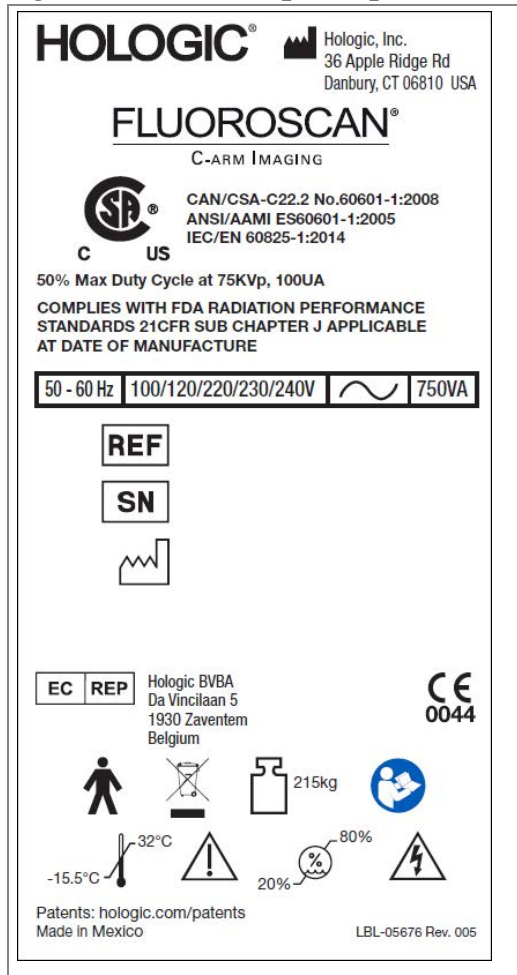 HOLOGIC®
Hologic, Inc.
36 Apple Ridge Rd
Danbury, CT 06810 USA
FLUOROSCAN®
C-ARM IMAGING
CSA ®
C US
CAN/CSA-C22.2 No.60601-1:2008
ANSI/AAMI ES60601-1:2005
IEC/EN 60825-1:2014
50% Max Duty Cycle at 75KVp, 100UA
COMPLIES WITH FDA RADIATION PERFORMANCE
STANDARDS 21CFR SUB CHAPTER J APPLICABLE
AT DATE OF MANUFACTURE
50 - 60 Hz 100/120/220/230/240V 750VA
REF
SN
EC REP
Hologic BVBA
Da Vincilaan 5
1930 Zaventem
Belgium
CE
0044
215kg
32°C
-15.5°C
80%
%
20%
Patents: hologic.com/patents
Made in Mexico
LBL-05676 Rev. 005